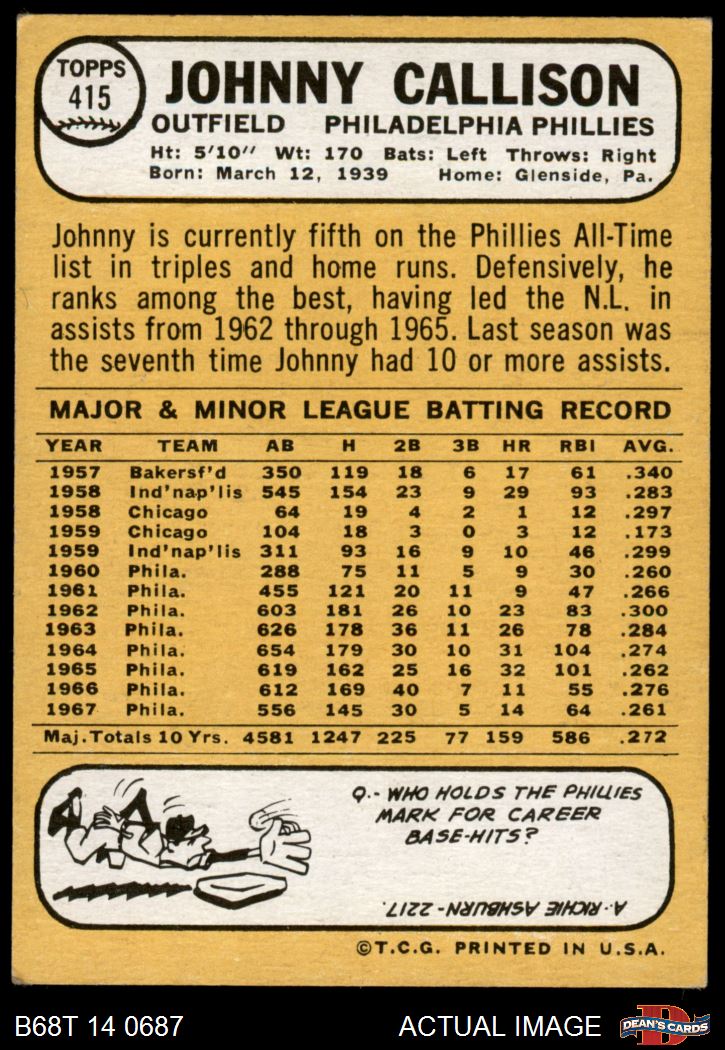 TOPPS
415
JOHNNY CALLISON
OUTFIELD PHILADELPHIA PHILLIES
Ht: 5'10" Wt: 170 Bats: Left Throws: Right
Born: March 12, 1939 Home: Glenside, Pa.
Johnny is currently fifth on the Phillies All-Time
list in triples and home runs. Defensively, he
ranks among the best, having led the N.L. in
assists from 1962 through 1965. Last season was
the seventh time Johnny had 10 or more assists.
MAJOR & MINOR LEAGUE BATTING RECORD
YEAR TEAM AB H 2B 3B HR RBI AVG.
1957 Bakersf'd 350 119 18 6 17 61 .340
1958 Ind'nap'lis 545 154 23 9 29 93 .283
1958 Chicago 64 19 4 2 1 12 .297
1959 Chicago 104 18 3 0 3 12 .173
1959 Ind'nap'lis 311 93 16 9 10 46 .299
1960 Phila. 288 75 11 5 9 30 .260
1961 Phila. 455 121 20 11 9 47 .266
1962 Phila. 603 181 26 10 23 83 .300
1963 Phila. 626 178 36 11 26 78 .284
1964 Phila. 654 179 30 10 31 104 .274
1965 Phila. 619 162 25 16 32 101 .262
1966 Phila. 612 169 40 7 11 55 .276
1967 Phila. 556 145 30 5 14 64 .261
Maj. Totals 10 Yrs. 4581 1247 225 77 159 586 .272
Q.- WHO HOLDS THE PHILLIES
MARK FOR CAREER
BASE-HITS?
A.- RICHIE ASHBURN - 2217.
©T.C.G. PRINTED IN U.S.A.
B68T 14 0687 ACTUAL IMAGE
D
DEAN'S CARDS